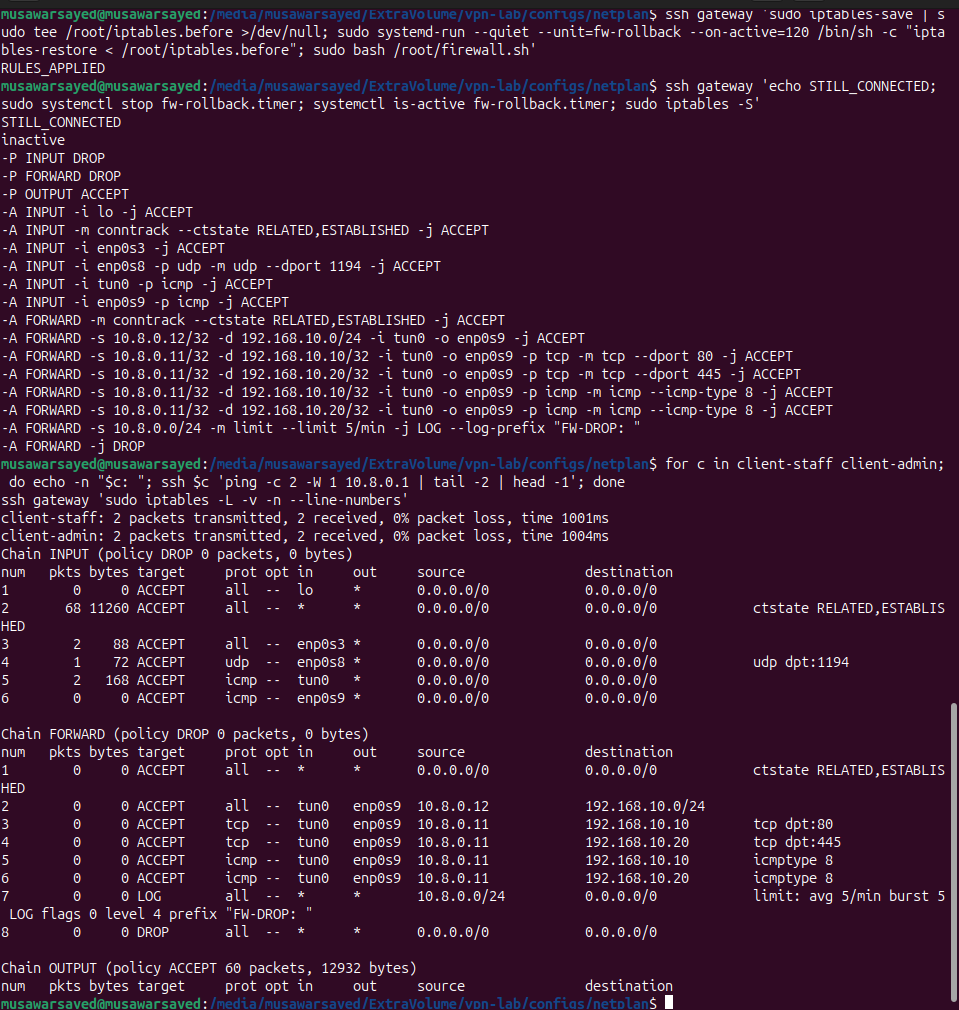 musawarsayed@musawarsayed:/media/musawarsayed/ExtraVolume/vpn-lab/configs/netplan$ ssh gateway 'sudo iptables-save | s
udo tee /root/iptables.before >/dev/null; sudo systemd-run --quiet --unit=fw-rollback --on-active=120 /bin/sh -c "ipta
bles-restore < /root/iptables.before"; sudo bash /root/firewall.sh'
RULES_APPLIED
musawarsayed@musawarsayed:/media/musawarsayed/ExtraVolume/vpn-lab/configs/netplan$ ssh gateway 'echo STILL_CONNECTED;
sudo systemctl stop fw-rollback.timer; systemctl is-active fw-rollback.timer; sudo iptables -S'
STILL_CONNECTED
inactive
-P INPUT DROP
-P FORWARD DROP
-P OUTPUT ACCEPT
-A INPUT -i lo -j ACCEPT
-A INPUT -m conntrack --ctstate RELATED,ESTABLISHED -j ACCEPT
-A INPUT -i enp0s3 -j ACCEPT
-A INPUT -i enp0s8 -p udp -m udp --dport 1194 -j ACCEPT
-A INPUT -i tun0 -p icmp -j ACCEPT
-A INPUT -i enp0s9 -p icmp -j ACCEPT
-A FORWARD -m conntrack --ctstate RELATED,ESTABLISHED -j ACCEPT
-A FORWARD -s 10.8.0.12/32 -d 192.168.10.0/24 -i tun0 -o enp0s9 -j ACCEPT
-A FORWARD -s 10.8.0.11/32 -d 192.168.10.10/32 -i tun0 -o enp0s9 -p tcp -m tcp --dport 80 -j ACCEPT
-A FORWARD -s 10.8.0.11/32 -d 192.168.10.20/32 -i tun0 -o enp0s9 -p tcp -m tcp --dport 445 -j ACCEPT
-A FORWARD -s 10.8.0.11/32 -d 192.168.10.10/32 -i tun0 -o enp0s9 -p icmp -m icmp --icmp-type 8 -j ACCEPT
-A FORWARD -s 10.8.0.11/32 -d 192.168.10.20/32 -i tun0 -o enp0s9 -p icmp -m icmp --icmp-type 8 -j ACCEPT
-A FORWARD -s 10.8.0.0/24 -m limit --limit 5/min -j LOG --log-prefix "FW-DROP: "
-A FORWARD -j DROP
musawarsayed@musawarsayed:/media/musawarsayed/ExtraVolume/vpn-lab/configs/netplan$ for c in client-staff client-admin;
 do echo -n "$c: "; ssh $c 'ping -c 2 -W 1 10.8.0.1 | tail -2 | head -1'; done
ssh gateway 'sudo iptables -L -v -n --line-numbers'
client-staff: 2 packets transmitted, 2 received, 0% packet loss, time 1001ms
client-admin: 2 packets transmitted, 2 received, 0% packet loss, time 1004ms
Chain INPUT (policy DROP 0 packets, 0 bytes)
num   pkts bytes target     prot opt in     out     source               destination
1        0     0 ACCEPT     all  --  lo     *       0.0.0.0/0            0.0.0.0/0
2       68 11260 ACCEPT     all  --  *      *       0.0.0.0/0            0.0.0.0/0            ctstate RELATED,ESTABLIS
HED
3        2    88 ACCEPT     all  --  enp0s3 *       0.0.0.0/0            0.0.0.0/0
4        1    72 ACCEPT     udp  --  enp0s8 *       0.0.0.0/0            0.0.0.0/0            udp dpt:1194
5        2   168 ACCEPT     icmp --  tun0   *       0.0.0.0/0            0.0.0.0/0
6        0     0 ACCEPT     icmp --  enp0s9 *       0.0.0.0/0            0.0.0.0/0

Chain FORWARD (policy DROP 0 packets, 0 bytes)
num   pkts bytes target     prot opt in     out     source               destination
1        0     0 ACCEPT     all  --  *      *       0.0.0.0/0            0.0.0.0/0            ctstate RELATED,ESTABLIS
HED
2        0     0 ACCEPT     all  --  tun0   enp0s9  10.8.0.12            192.168.10.0/24
3        0     0 ACCEPT     tcp  --  tun0   enp0s9  10.8.0.11            192.168.10.10        tcp dpt:80
4        0     0 ACCEPT     tcp  --  tun0   enp0s9  10.8.0.11            192.168.10.20        tcp dpt:445
5        0     0 ACCEPT     icmp --  tun0   enp0s9  10.8.0.11            192.168.10.10        icmptype 8
6        0     0 ACCEPT     icmp --  tun0   enp0s9  10.8.0.11            192.168.10.20        icmptype 8
7        0     0 LOG        all  --  *      *       10.8.0.0/24          0.0.0.0/0            limit: avg 5/min burst 5
 LOG flags 0 level 4 prefix "FW-DROP: "
8        0     0 DROP       all  --  *      *       0.0.0.0/0            0.0.0.0/0

Chain OUTPUT (policy ACCEPT 60 packets, 12932 bytes)
num   pkts bytes target     prot opt in     out     source               destination
musawarsayed@musawarsayed:/media/musawarsayed/ExtraVolume/vpn-lab/configs/netplan$